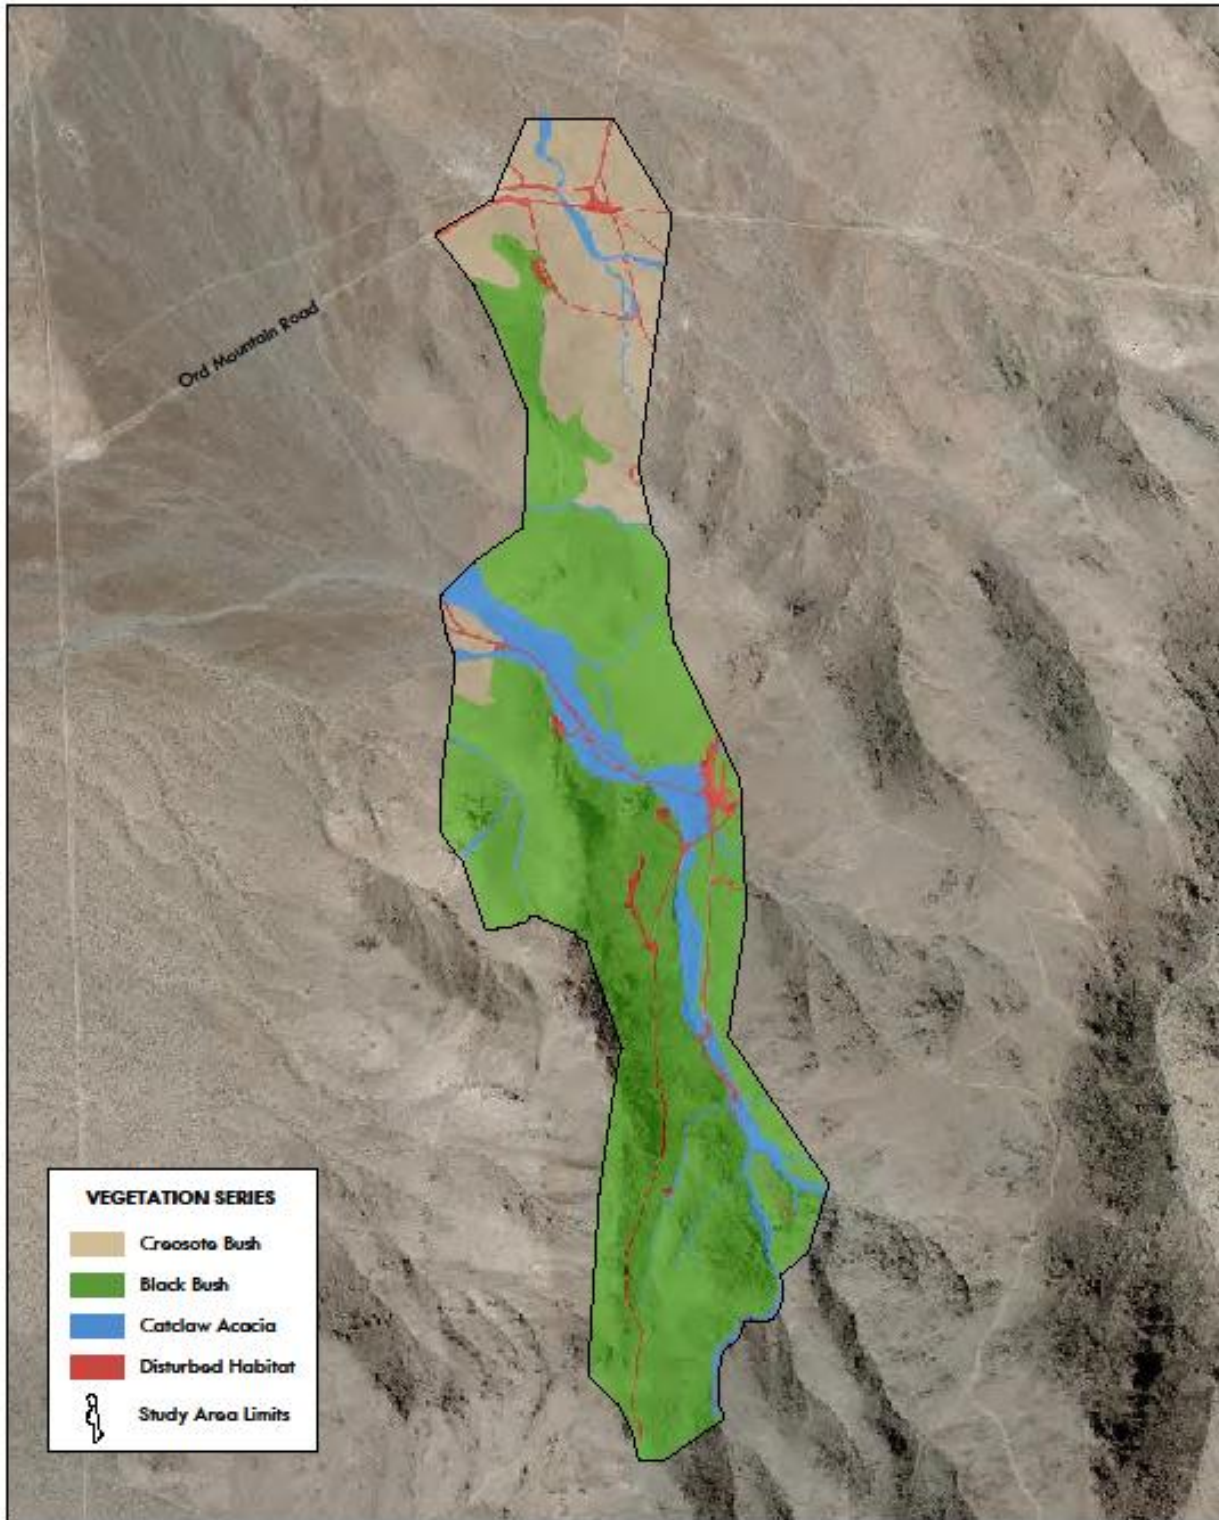 Ord Mountain Road
VEGETATION SERIES
Creosote Bush
Black Bush
Catclaw Acacia
Disturbed Habitat
Study Area Limits